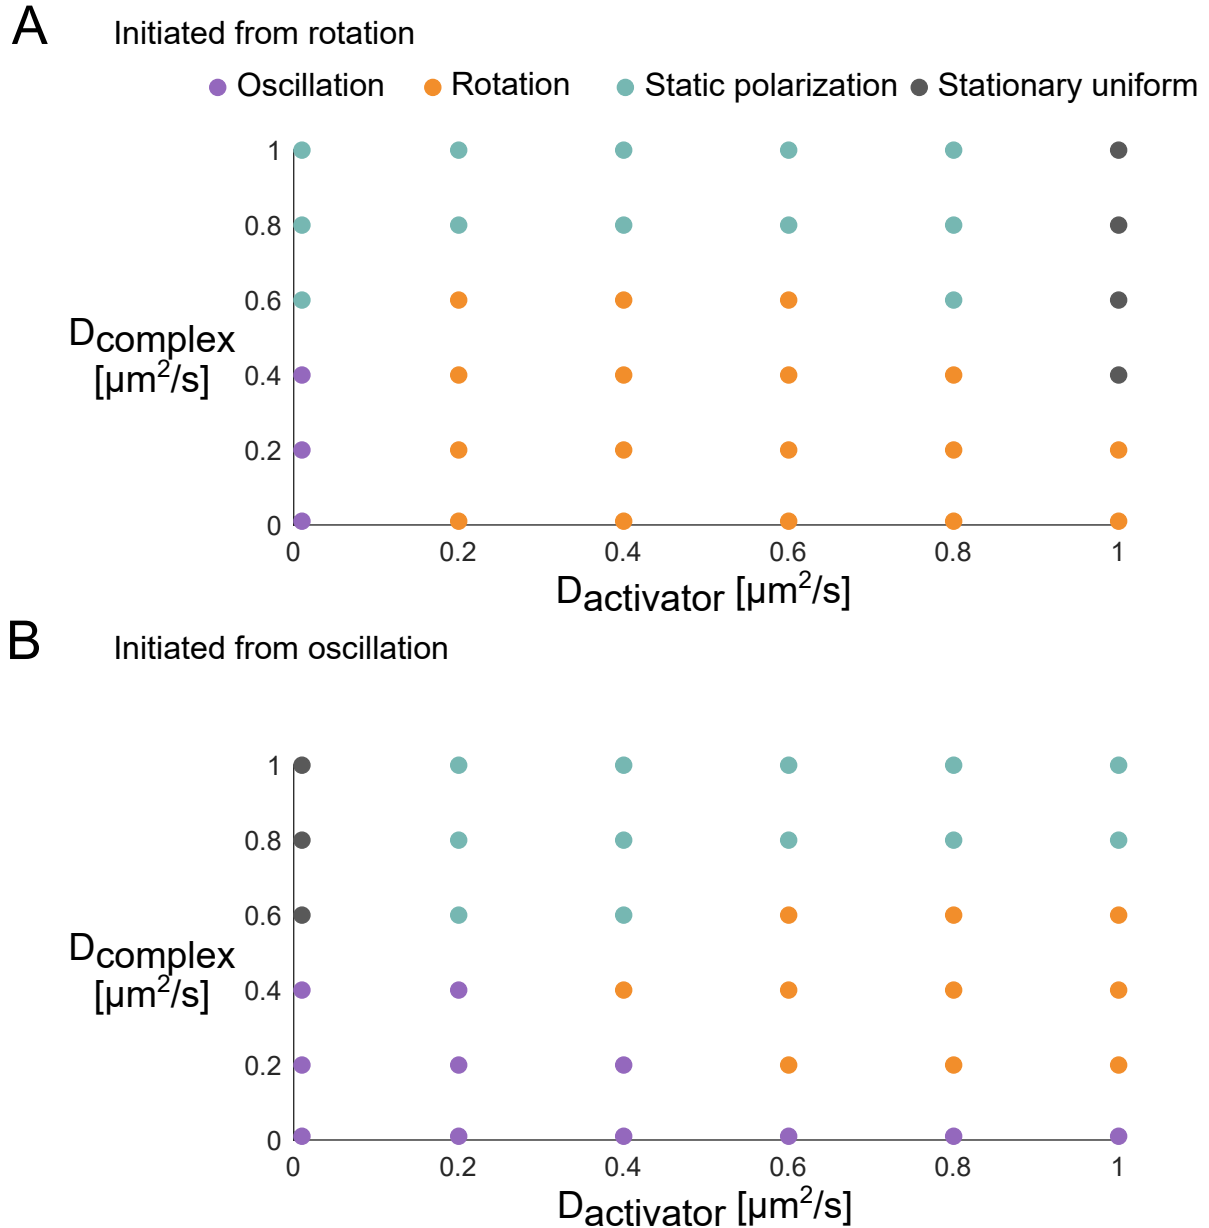 A
Initiated from rotation
Oscillation Rotation Static polarization Stationary uniform
1
0.8
0.6
0.4
0.2
0
Dcomplex
[µm²/s]
0 0.2 0.4 0.6 0.8 1
Dactivator [µm²/s]
B
Initiated from oscillation
1
0.8
0.6
0.4
0.2
0
Dcomplex
[µm²/s]
0 0.2 0.4 0.6 0.8 1
Dactivator [µm²/s]